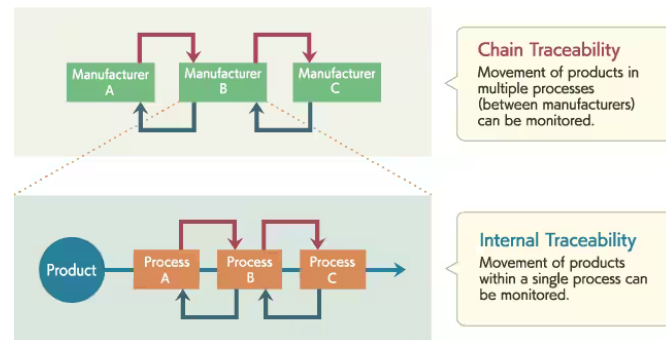 Chain Traceability
Movement of products in
multiple processes
(between manufacturers)
can be monitored.
Manufacturer
A
Manufacturer
B
Manufacturer
C
Internal Traceability
Movement of products
within a single process can
be monitored.
Product
Process
A
Process
B
Process
C